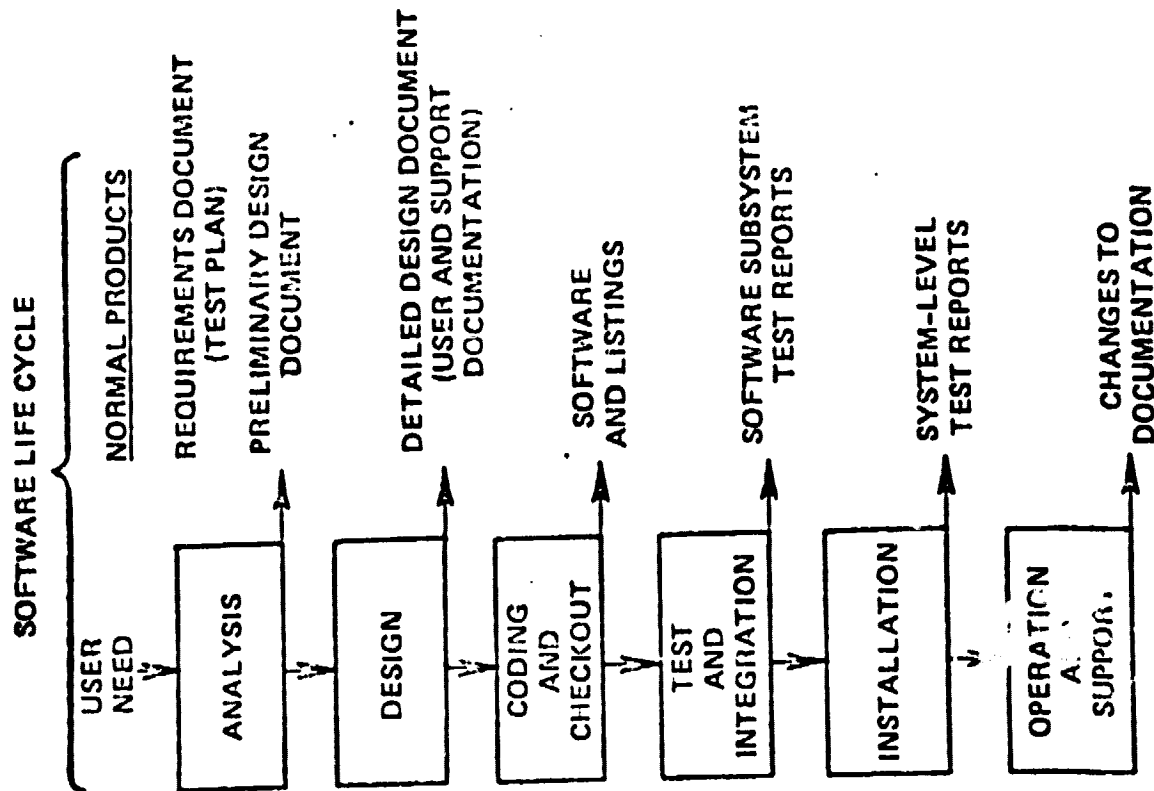 SOFTWARE LIFE CYCLE
USER
NEED
NORMAL PRODUCTS
ANALYSIS
REQUIREMENTS DOCUMENT
(TEST PLAN)
PRELIMINARY DESIGN
DOCUMENT
DESIGN
DETAILED DESIGN DOCUMENT
(USER AND SUPPORT
DOCUMENTATION)
CODING
AND
CHECKOUT
SOFTWARE
AND LISTINGS
TEST
AND
INTEGRATION
SOFTWARE SUBSYSTEM
TEST REPORTS
INSTALLATION
SYSTEM-LEVEL
TEST REPORTS
OPERATION
SUPPOR
CHANGES TO
DOCUMENTATION